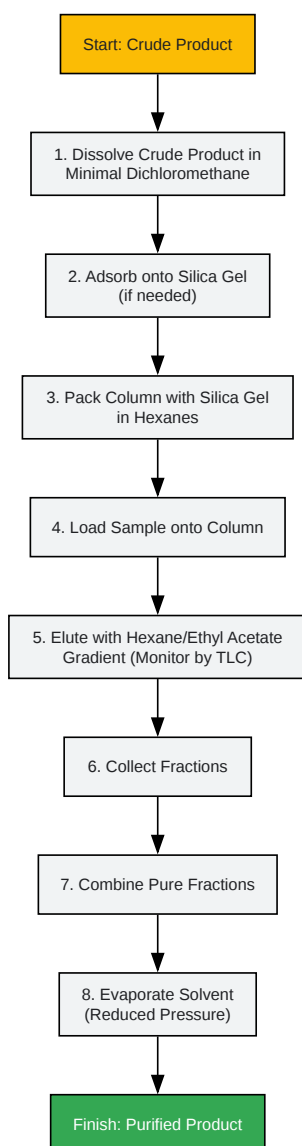 Start: Crude Product
1. Dissolve Crude Product in
Minimal Dichloromethane
2. Adsorb onto Silica Gel
(if needed)
3. Pack Column with Silica Gel
in Hexanes
4. Load Sample onto Column
5. Elute with Hexane/Ethyl Acetate
Gradient (Monitor by TLC)
6. Collect Fractions
7. Combine Pure Fractions
8. Evaporate Solvent
(Reduced Pressure)
Finish: Purified Product